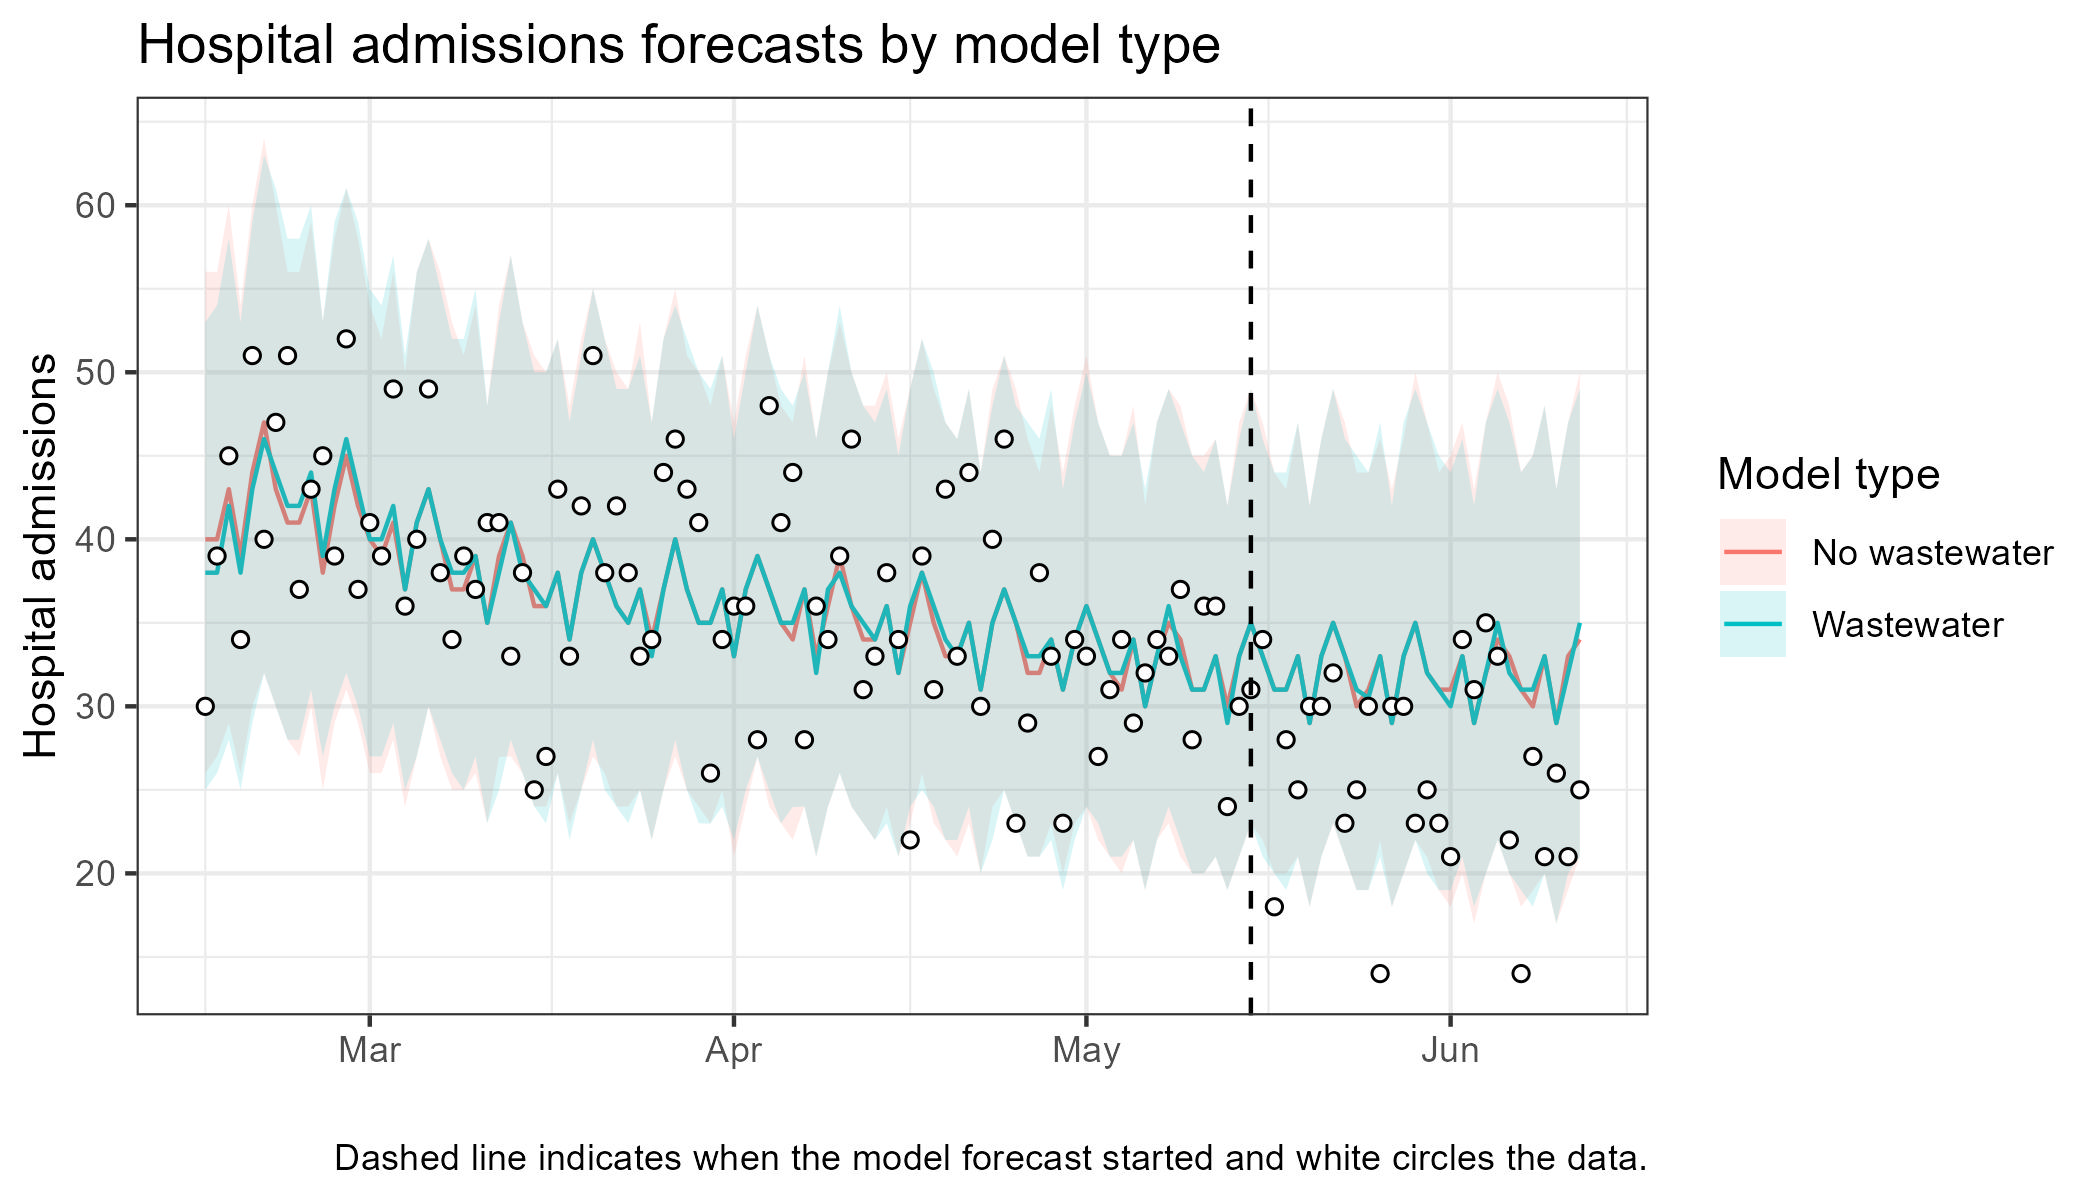 Hospital admissions forecasts by model type
Hospital admissions
60
50
40
30
20
Mar
Apr
May
Jun
Model type
No wastewater
Wastewater
Dashed line indicates when the model forecast started and white circles the data.